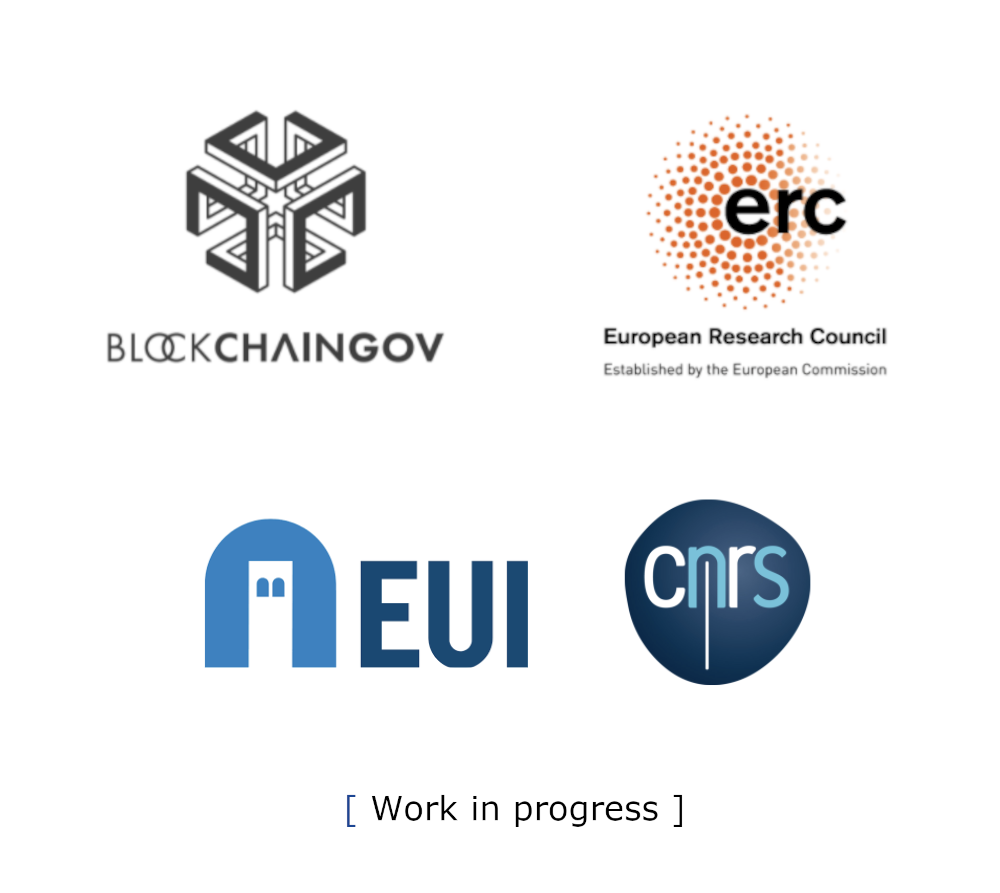 BLOCKCHAINGOV
erc
European Research Council
Established by the European Commission
EUI
cnrs
[ Work in progress ]